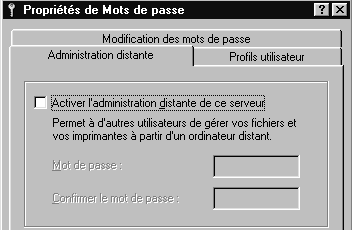 Propriétés de Mots de passe
Modification des mots de passe
Administration distante
Profils utilisateur
Activer l'administration distante de ce serveur
Permet à d'autres utilisateurs de gérer vos fichiers et
vos imprimantes à partir d'un ordinateur distant.
Mot de passe :
Confirmer le mot de passe :